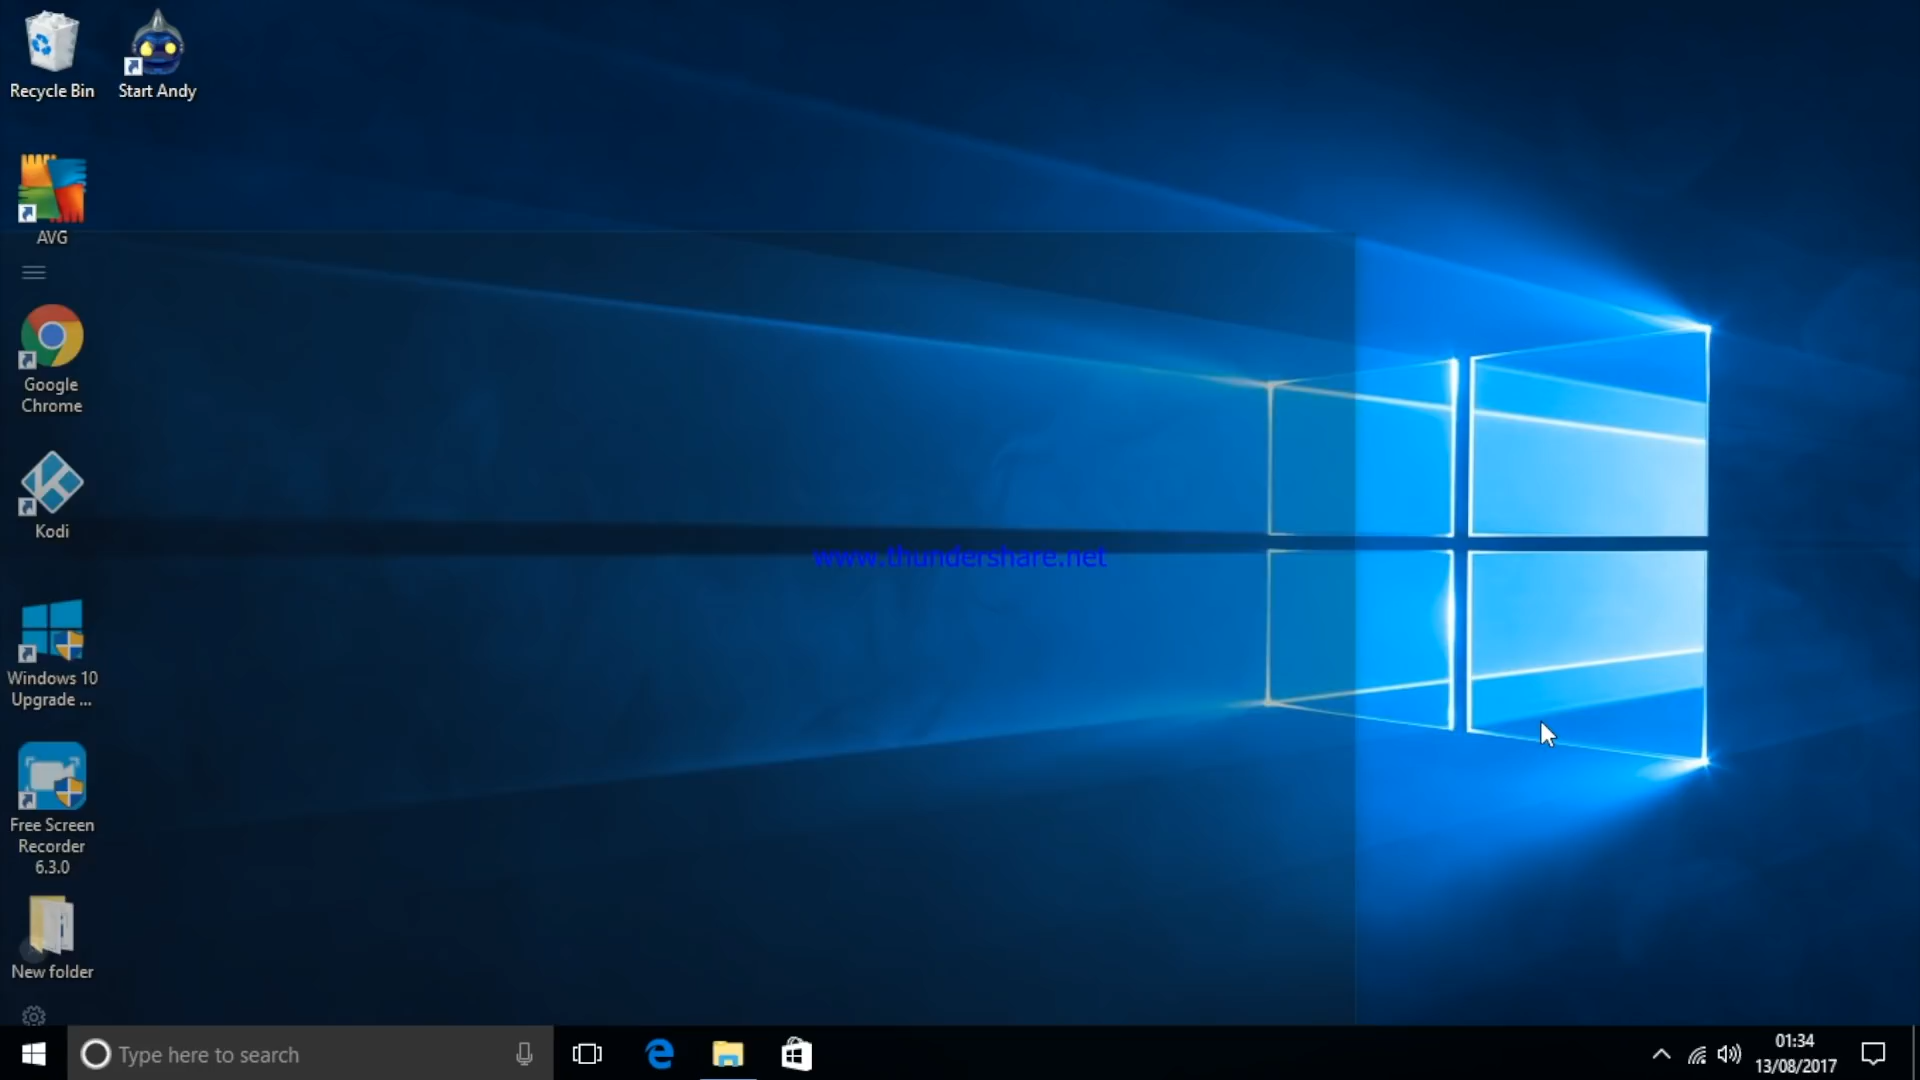 Recycle Bin
Start Andy
AVG
Google
Chrome
Kodi
www.thundershare.net
Windows 10
Upgrade ...
Free Screen
Recorder
6.3.0
New folder
Type here to search
01:34
13/08/2017